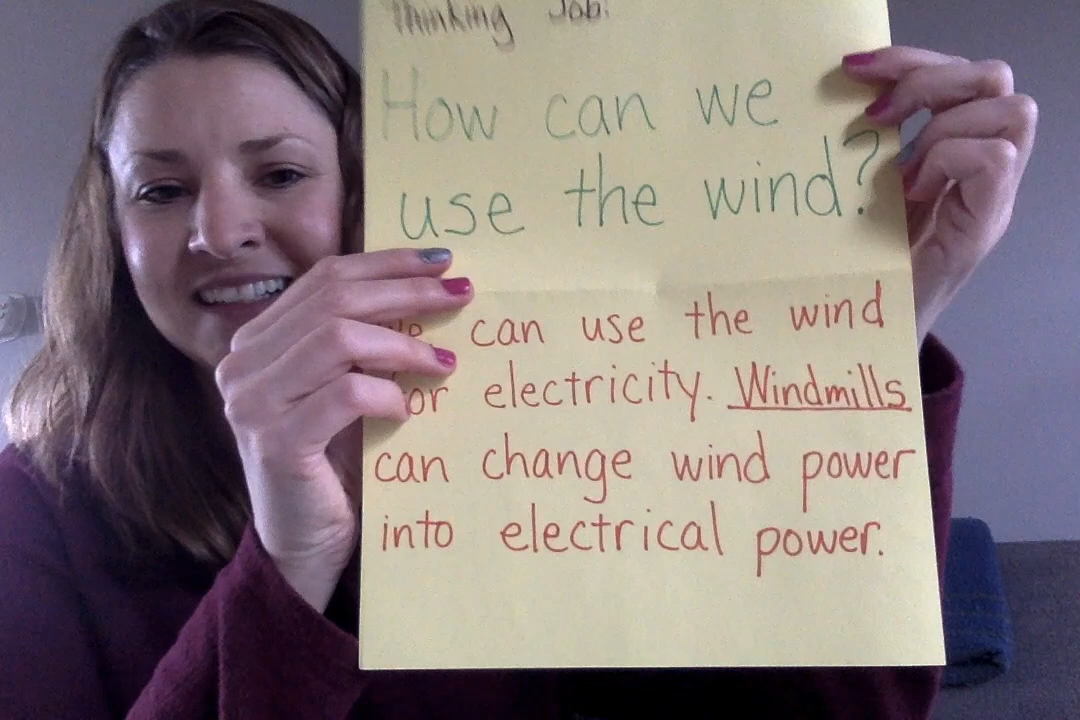 Thinking Job:
How can we
use the wind?
can use the wind
for electricity. Windmills
can change wind power
into electrical power.